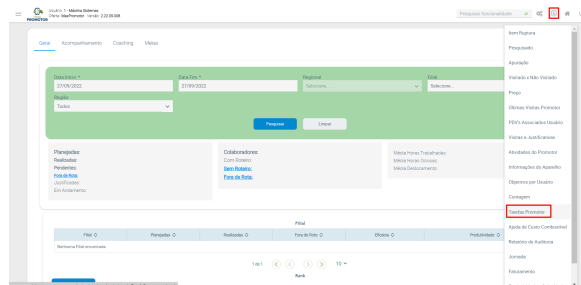 Usuário: 1 - Máxima Sistemas
Última: MaxPromotor - Versão: 2.22.09.008
PROMOTOR
Pesquisar funcionalidade
Geral Acompanhamento Coaching Metas
Data Início * Data Fim * Regional Filial
27/09/2022 27/09/2022 Selecione... Selecione...
Região
Todos
Pesquisar Limpar
Planejadas:
Realizadas:
Pendentes:
Fora de Rota:
Justificadas:
Em Andamento:
Colaboradores:
Com Roteiro:
Sem Roteiro:
Fora de Rota:
Média Horas Trabalhadas:
Média Horas Ociosas:
Média Deslocamento:
Filial
Filial Planejadas Realizadas Fora de Rota Eficácia Produtividade
Nenhuma Filial encontrada
1 de 1 10
Rank
Item Ruptura
Pesquisado
Apuração
Visitado x Não Visitado
Preço
Últimas Visitas Promotor
PDV's Associados Usuário
Visitas e Justificativas
Atividades do Promotor
Informações do Aparelho
Objetivos por Usuário
Contagem
Tarefas Promotor
Ajuda de Custo Combustível
Relatório de Auditoria
Jornada
Faturamento